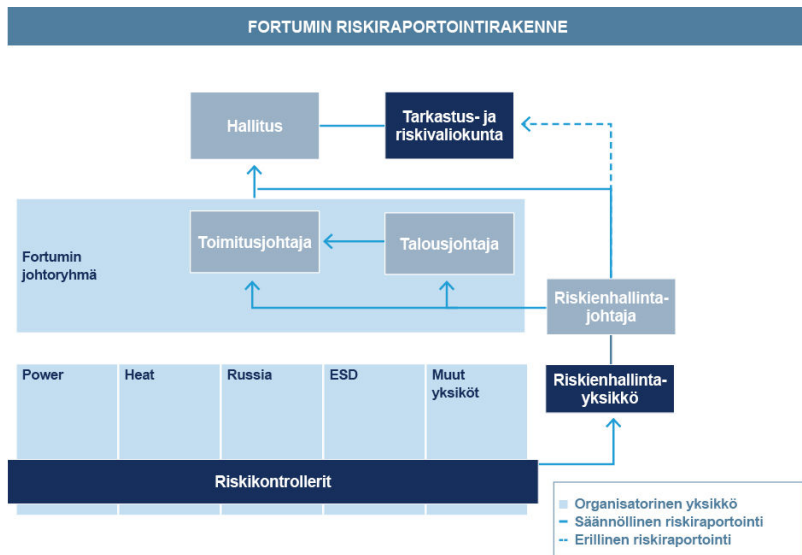 FORTUMIN RISKIRAPORTOINTIRAKENNE
Hallitus
Tarkastus- ja
riskivaliokunta
Fortumin
johtoryhmä
Toimitusjohtaja
Talousjohtaja
Riskienhallinta-
johtaja
Power
Heat
Russia
ESD
Muut
yksiköt
Riskienhallinta-
yksikkö
Riskikontrollerit
Organisatorinen yksikkö
Säännöllinen riskiraportointi
Erillinen riskiraportointi